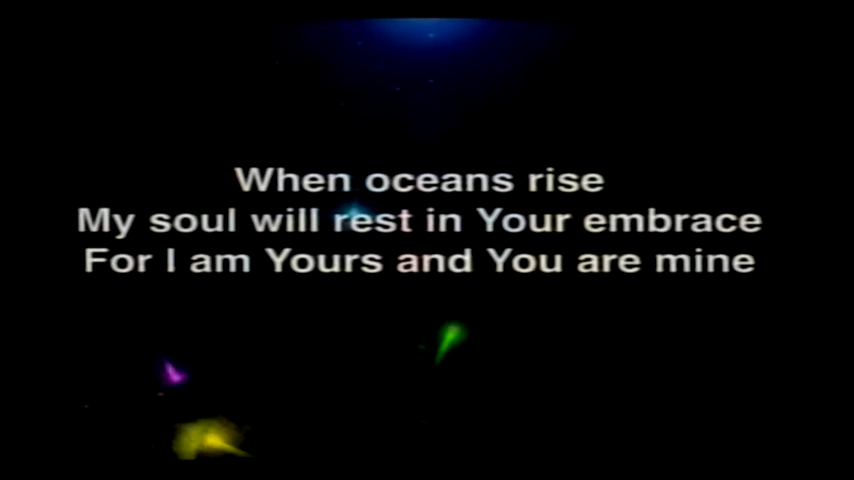 When oceans rise
My soul will rest in Your embrace
For I am Yours and You are mine